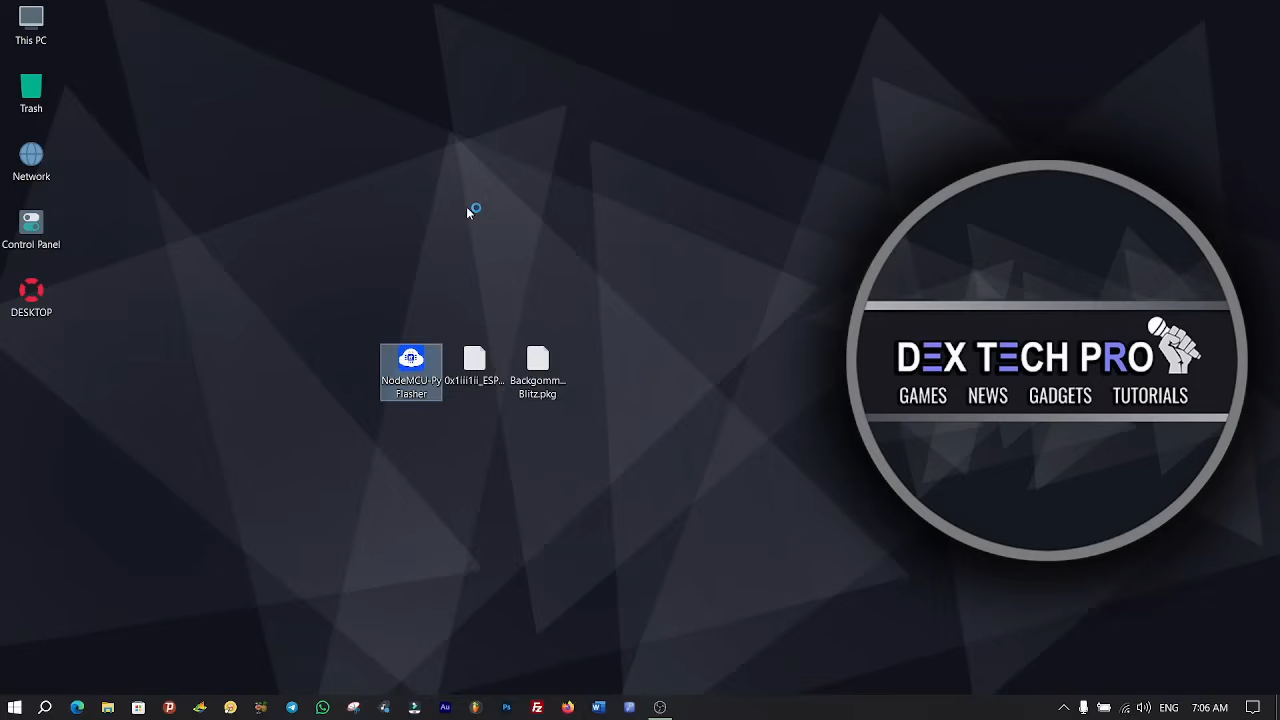 This PC
Trash
Network
Control Panel
DESKTOP
NodeMCU-Py
Flasher
0x1iii1ii_ESP...
Backgomm...
Blitz.pkg
DEX TECH PRO
GAMES NEWS GADGETS TUTORIALS
Au
Ps
Fz
W
ENG
7:06 AM